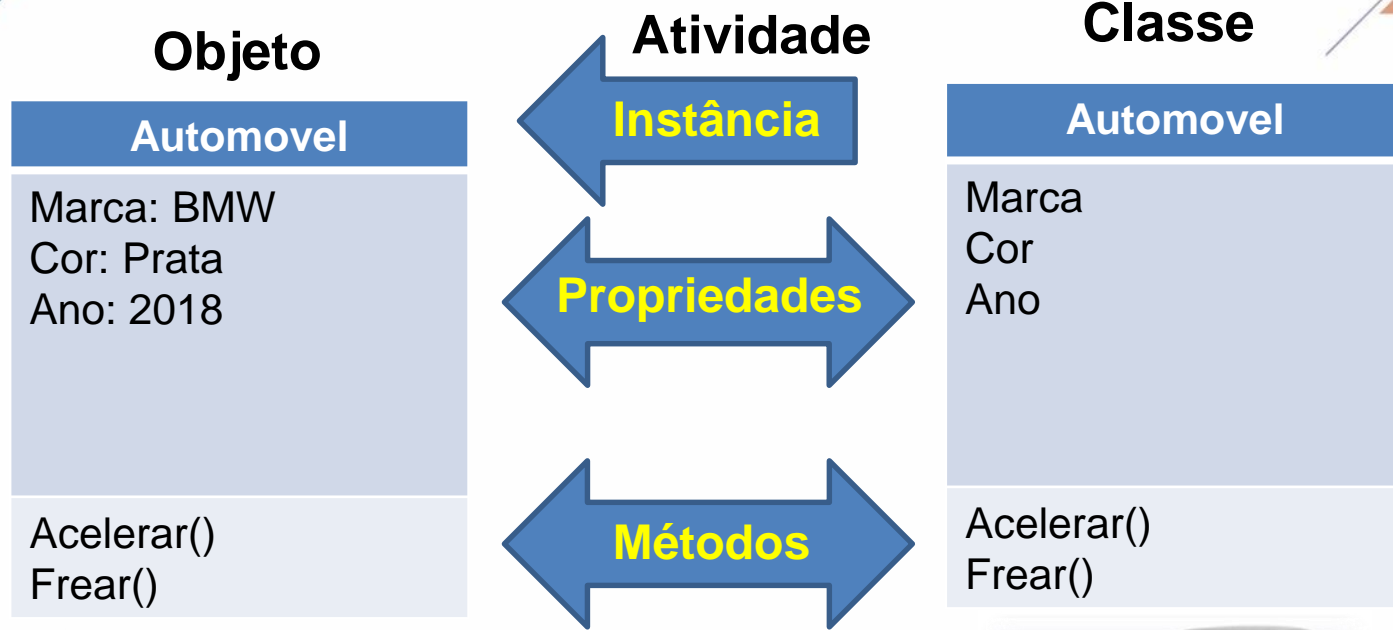 Objeto
Atividade
Classe
Automovel
Marca: BMW
Cor: Prata
Ano: 2018
Acelerar()
Frear()
Instância
Propriedades
Métodos
Automovel
Marca
Cor
Ano
Acelerar()
Frear()